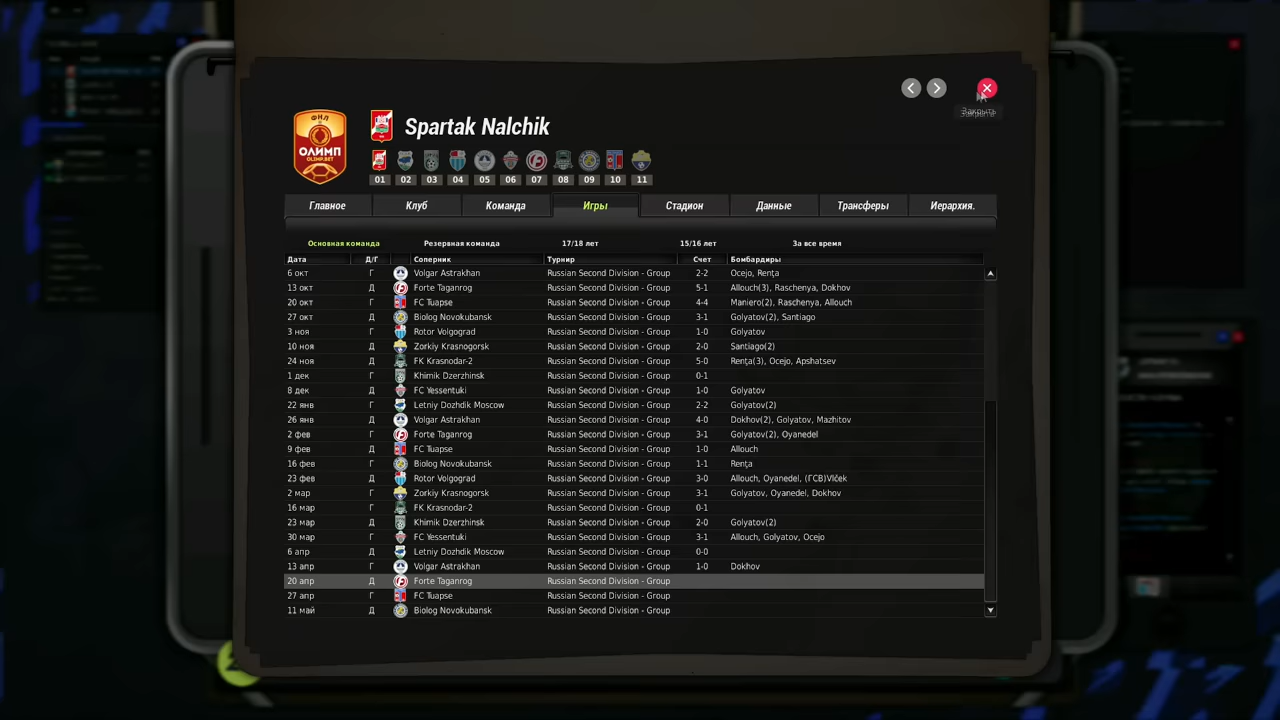 Закрыть
ФНЛ
ОЛИМП
OLIMP.BET
Spartak Nalchik
01 02 03 04 05 06 07 08 09 10 11
Главное Клуб Команда Игры Стадион Данные Трансферы Иерархия.
Основная команда Резервная команда 17/18 лет 15/16 лет За все время
Дата Д/Г Соперник Турнир Счет Бомбардиры
6 окт Г Volgar Astrakhan Russian Second Division - Group 2-2 Ocejo, Renţa
13 окт Д Forte Taganrog Russian Second Division - Group 5-1 Allouch(3), Raschenya, Dokhov
20 окт Г FC Tuapse Russian Second Division - Group 4-4 Maniero(2), Raschenya, Allouch
27 окт Д Biolog Novokubansk Russian Second Division - Group 3-1 Golyatov(2), Santiago
3 ноя Г Rotor Volgograd Russian Second Division - Group 1-0 Golyatov
10 ноя Д Zorkiy Krasnogorsk Russian Second Division - Group 2-0 Santiago(2)
24 ноя Д FK Krasnodar-2 Russian Second Division - Group 5-0 Renţa(3), Ocejo, Apshatsev
1 дек Г Khimik Dzerzhinsk Russian Second Division - Group 0-1
8 дек Д FC Yessentuki Russian Second Division - Group 1-0 Golyatov
22 янв Г Letniy Dozhdik Moscow Russian Second Division - Group 2-2 Golyatov(2)
26 янв Д Volgar Astrakhan Russian Second Division - Group 4-0 Dokhov(2), Golyatov, Mazhitov
2 фев Г Forte Taganrog Russian Second Division - Group 3-1 Golyatov(2), Oyanedel
9 фев Д FC Tuapse Russian Second Division - Group 1-0 Allouch
16 фев Г Biolog Novokubansk Russian Second Division - Group 1-1 Renţa
23 фев Д Rotor Volgograd Russian Second Division - Group 3-0 Allouch, Oyanedel, (ГСВ)Vlček
2 мар Г Zorkiy Krasnogorsk Russian Second Division - Group 3-1 Golyatov, Oyanedel, Dokhov
16 мар Г FK Krasnodar-2 Russian Second Division - Group 0-1
23 мар Д Khimik Dzerzhinsk Russian Second Division - Group 2-0 Golyatov(2)
30 мар Г FC Yessentuki Russian Second Division - Group 3-1 Allouch, Golyatov, Ocejo
6 апр Д Letniy Dozhdik Moscow Russian Second Division - Group 0-0
13 апр Г Volgar Astrakhan Russian Second Division - Group 1-0 Dokhov
20 апр Д Forte Taganrog Russian Second Division - Group
27 апр Г FC Tuapse Russian Second Division - Group
11 май Д Biolog Novokubansk Russian Second Division - Group